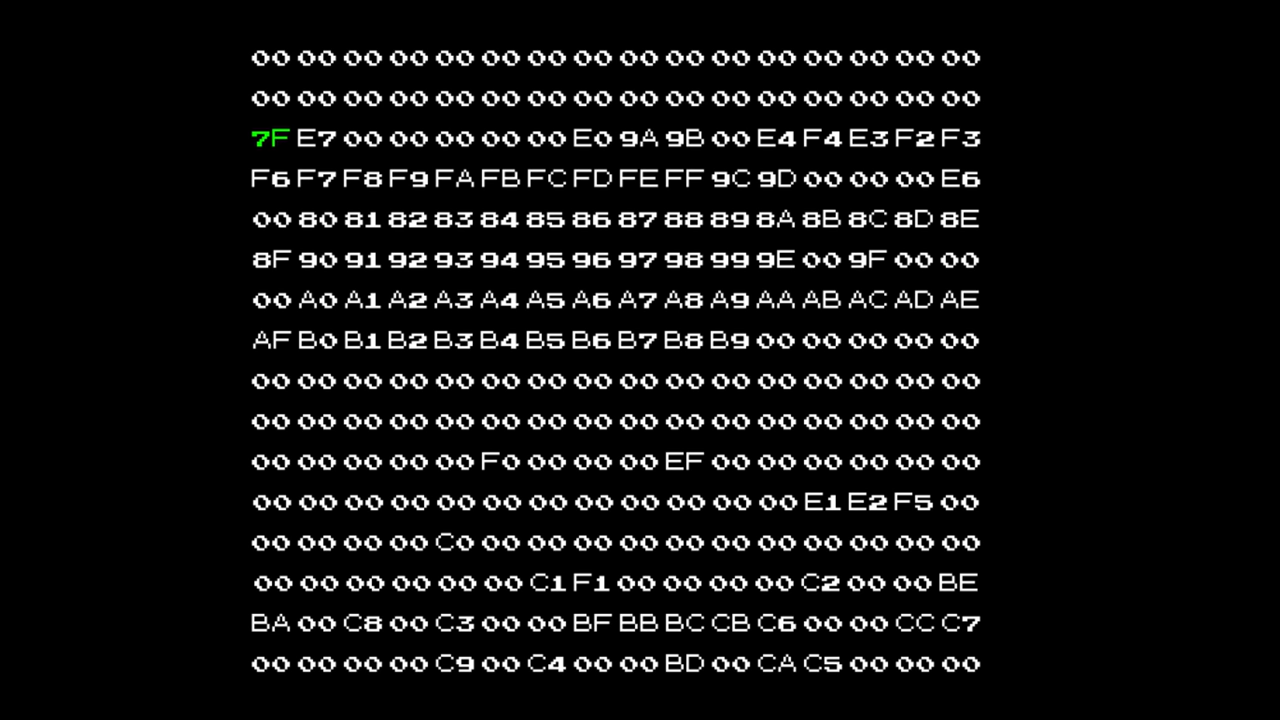 00 00 00 00 00 00 00 00 00 00 00 00 00 00 00 00
00 00 00 00 00 00 00 00 00 00 00 00 00 00 00 00
7F E7 00 00 00 00 00 E0 9A 9B 00 E4 F4 E3 F2 F3
F6 F7 F8 F9 FA FB FC FD FE FF 9C 9D 00 00 00 E6
00 80 81 82 83 84 85 86 87 88 89 8A 8B 8C 8D 8E
8F 90 91 92 93 94 95 96 97 98 99 9E 00 9F 00 00
00 A0 A1 A2 A3 A4 A5 A6 A7 A8 A9 AA AB AC AD AE
AF B0 B1 B2 B3 B4 B5 B6 B7 B8 B9 00 00 00 00 00
00 00 00 00 00 00 00 00 00 00 00 00 00 00 00 00
00 00 00 00 00 00 00 00 00 00 00 00 00 00 00 00
00 00 00 00 00 F0 00 00 00 EF 00 00 00 00 00 00
00 00 00 00 00 00 00 00 00 00 00 00 E1 E2 F5 00
00 00 00 00 C0 00 00 00 00 00 00 00 00 00 00 00
00 00 00 00 00 00 C1 F1 00 00 00 00 C2 00 00 BE
BA 00 C8 00 C3 00 00 BF BB BC CB C6 00 00 CC C7
00 00 00 00 C9 00 C4 00 00 BD 00 CA C5 00 00 00